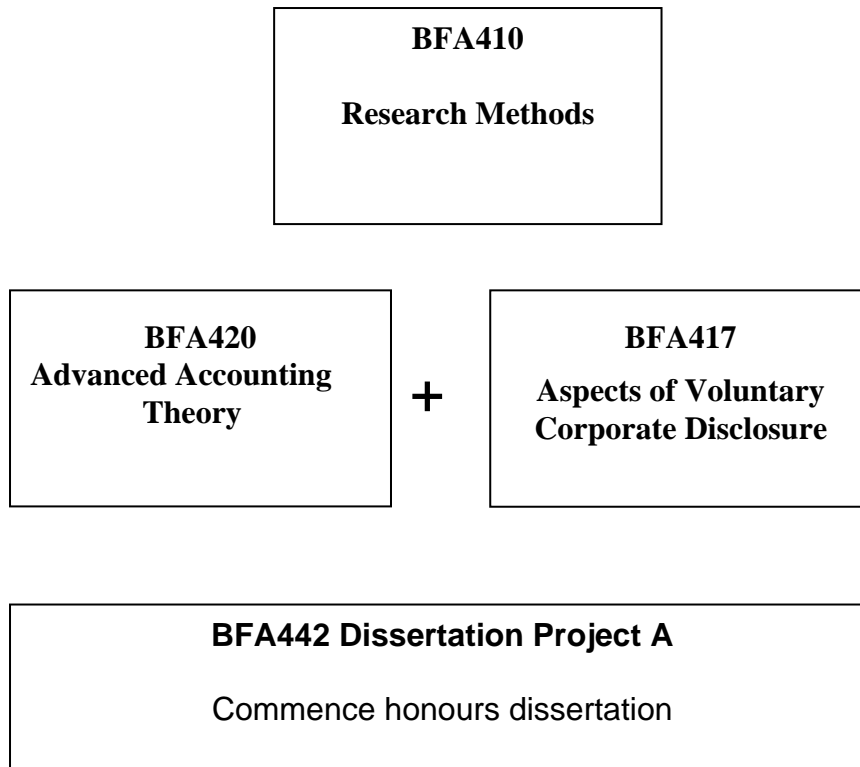 BFA410
Research Methods
BFA420
Advanced Accounting
Theory
+
BFA417
Aspects of Voluntary
Corporate Disclosure
BFA442 Dissertation Project A
Commence honours dissertation